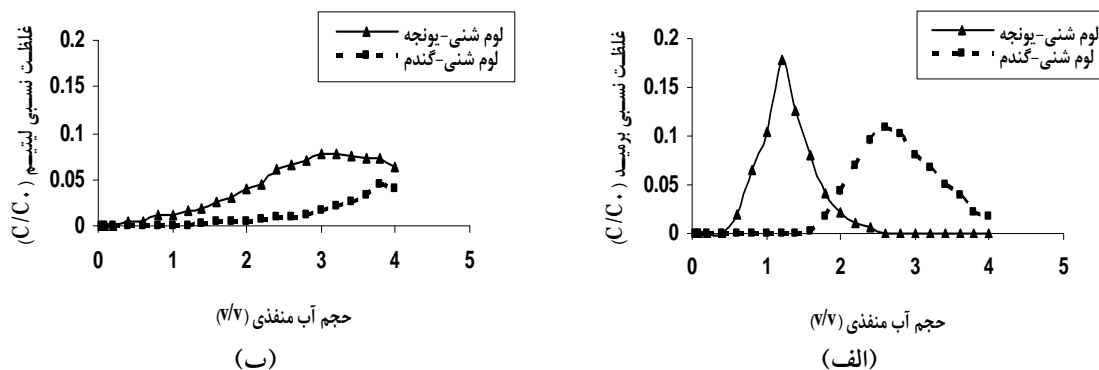 لوم شنی-یونجه
لوم شنی-گندم
غلظت نسبی برمید (C/C۰)
0.2
0.15
0.1
0.05
0
0 1 2 3 4 5
حجم آب منفذی (v/v)
(الف)
لوم شنی-یونجه
لوم شنی-گندم
غلظت نسبی لیتیم (C/C۰)
0.2
0.15
0.1
0.05
0
0 1 2 3 4 5
حجم آب منفذی (v/v)
(ب)